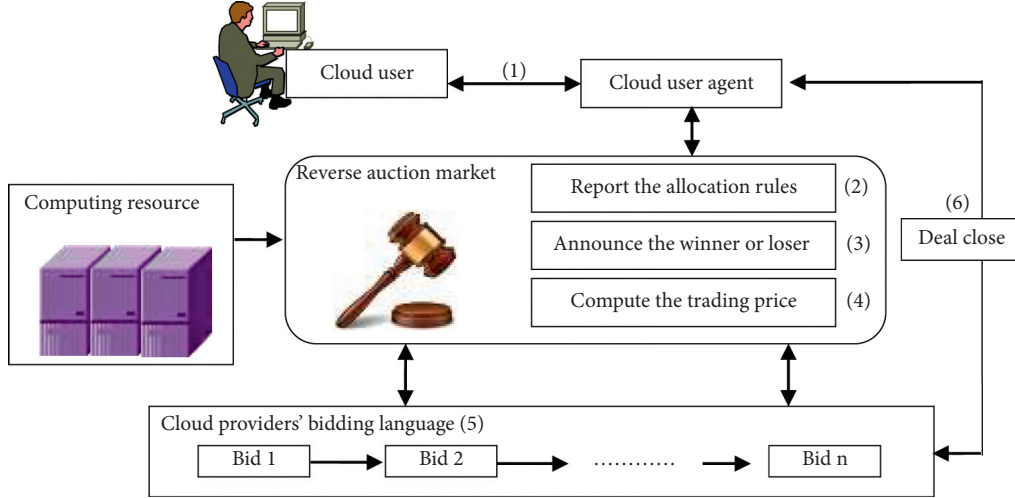 Cloud user
(1)
Cloud user agent
Reverse auction market
Report the allocation rules
(2)
Computing resource
(6)
Announce the winner or loser
(3)
Deal close
Compute the trading price
(4)
Cloud providers' bidding language (5)
Bid 1
Bid 2
............
Bid n